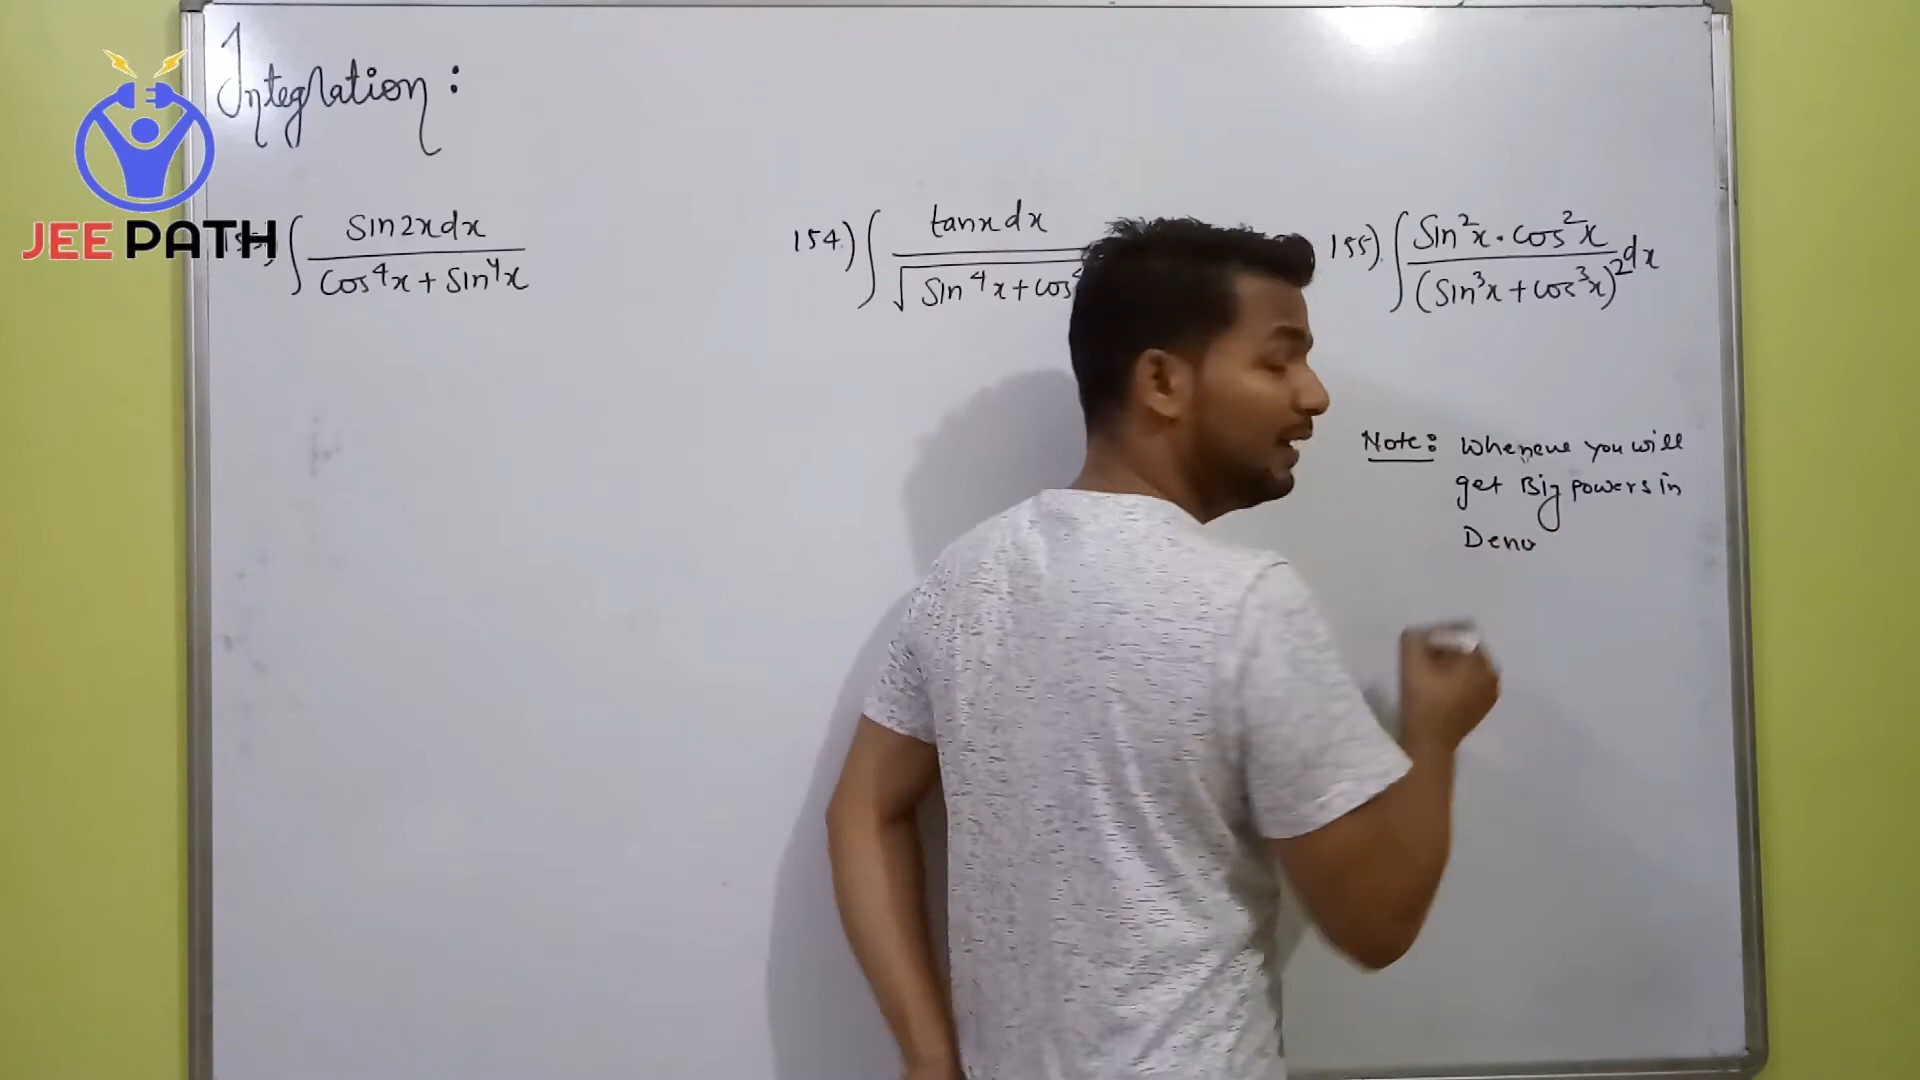 Integration :
JEE PATH
∫ Sin2x dx / Cos⁴x + Sin⁴x
154) ∫ tanx dx / √ Sin⁴x + cos
155) ∫ Sin²x . Cos²x / (Sin³x + Cos³x)² dx
Note: Wheneve you will
get Big powers in
Deno